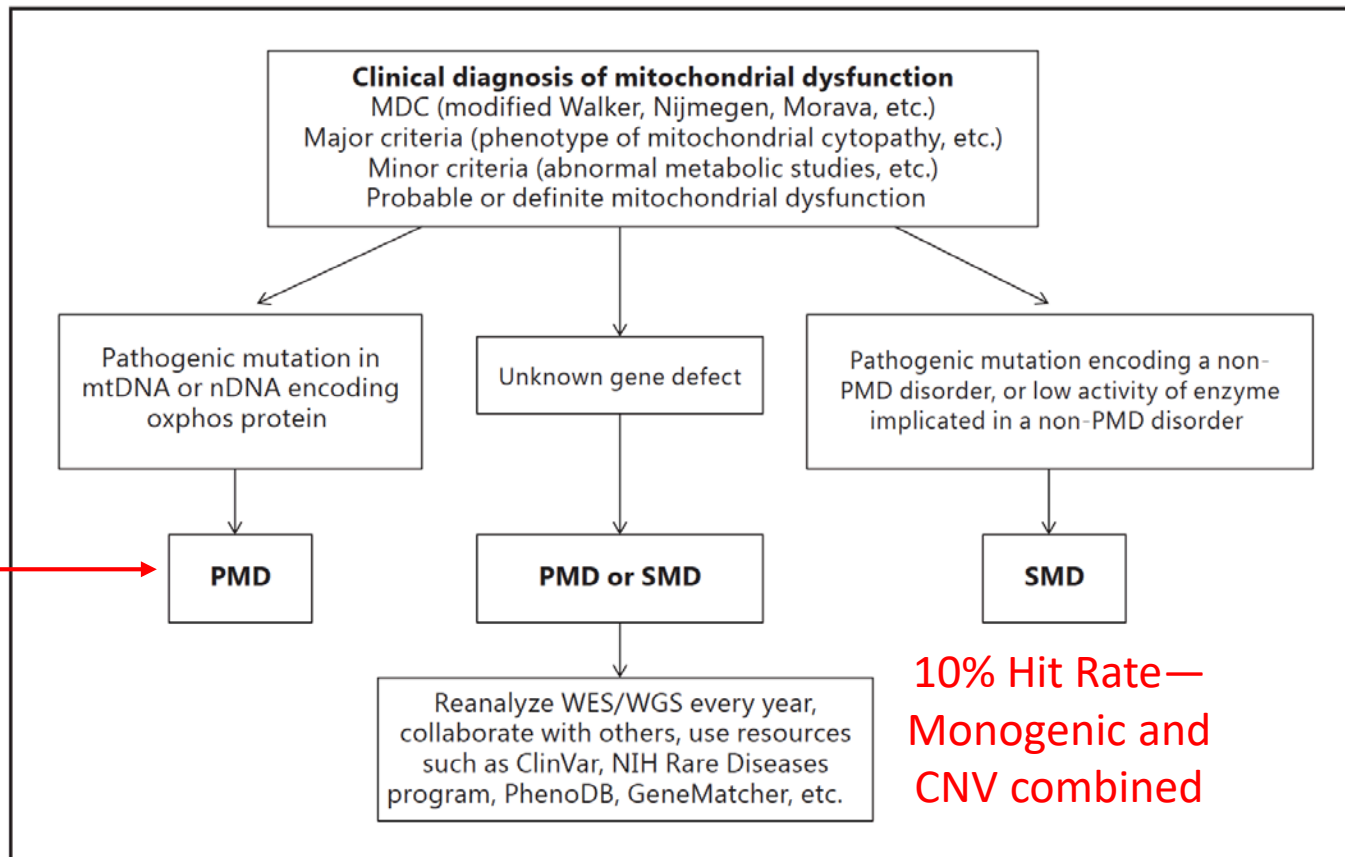 Clinical diagnosis of mitochondrial dysfunction
MDC (modified Walker, Nijmegen, Morava, etc.)
Major criteria (phenotype of mitochondrial cytopathy, etc.)
Minor criteria (abnormal metabolic studies, etc.)
Probable or definite mitochondrial dysfunction
Pathogenic mutation in
mtDNA or nDNA encoding
oxphos protein
Unknown gene defect
Pathogenic mutation encoding a non-
PMD disorder, or low activity of enzyme
implicated in a non-PMD disorder
PMD
PMD or SMD
SMD
Reanalyze WES/WGS every year,
collaborate with others, use resources
such as ClinVar, NIH Rare Diseases
program, PhenoDB, GeneMatcher, etc.
10% Hit Rate—
Monogenic and
CNV combined